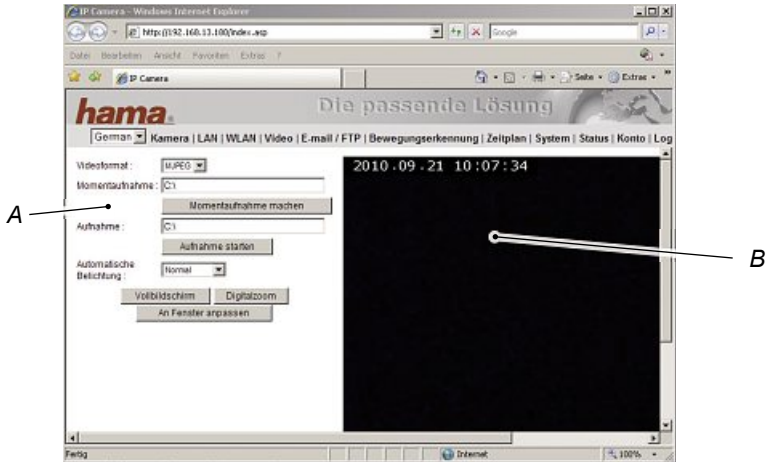 IP Camera - Windows Internet Explorer
http://192.168.13.100/index.asp
Google
Datei Bearbeiten Ansicht Favoriten Extras ?
IP Camera
Seite Extras
hama.
Die passende Lösung
German Kamera | LAN | WLAN | Video | E-mail / FTP | Bewegungserkennung | Zeitplan | System | Status | Konto | Log
Videoformat : MJPEG
2010.09.21 10:07:34
Momentaufnahme : C:\
Momentaufnahme machen
A
Aufnahme : C:\
Aufnahme starten
B
Automatische Belichtung : Normal
Vollbildschirm Digitalzoom
An Fenster anpassen
Fertig Internet 100%